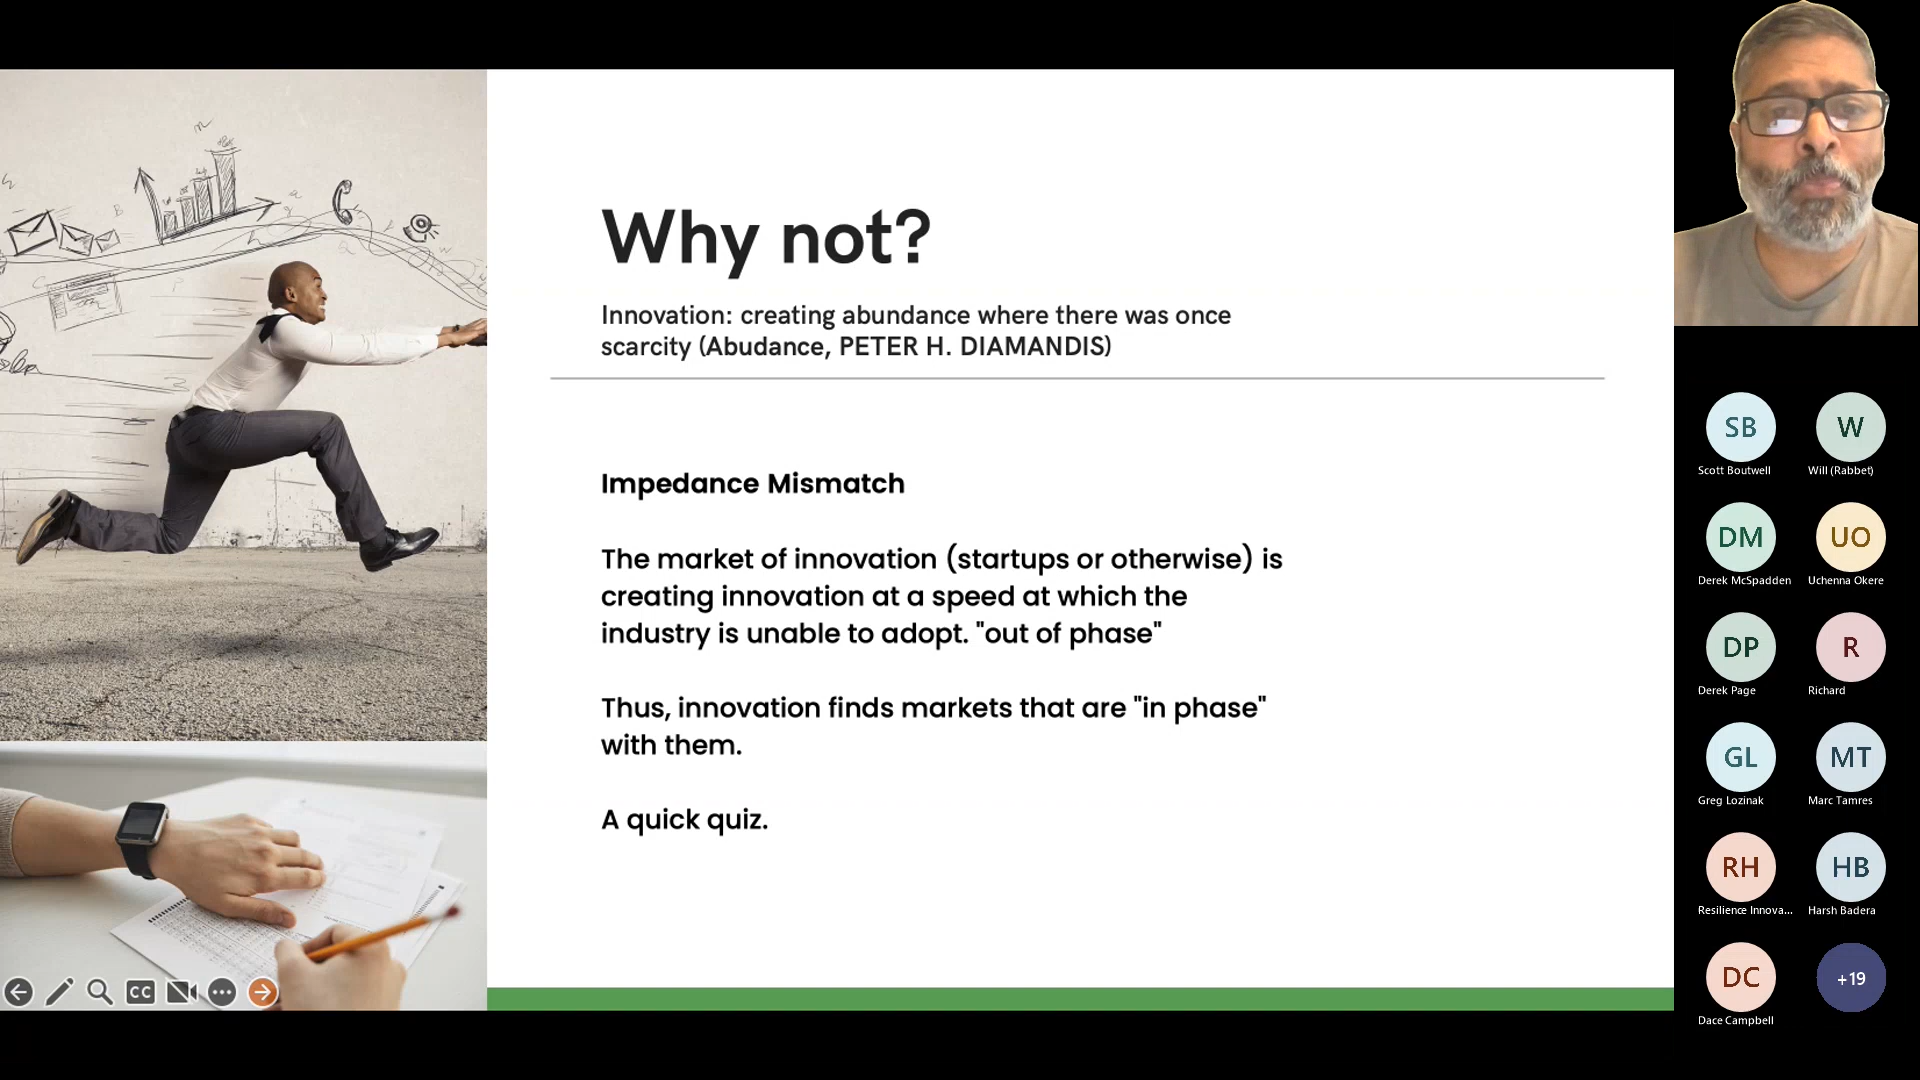 Why not?
Innovation: creating abundance where there was once
scarcity (Abudance, PETER H. DIAMANDIS)
Impedance Mismatch
The market of innovation (startups or otherwise) is
creating innovation at a speed at which the
industry is unable to adopt. "out of phase"
Thus, innovation finds markets that are "in phase"
with them.
A quick quiz.
CC
SB
Scott Boutwell
W
Will (Rabbet)
DM
Derek McSpadden
UO
Uchenna Okere
DP
Derek Page
R
Richard
GL
Greg Lozinak
MT
Marc Tamres
RH
Resilience Innova...
HB
Harsh Badera
DC
Dace Campbell
+19